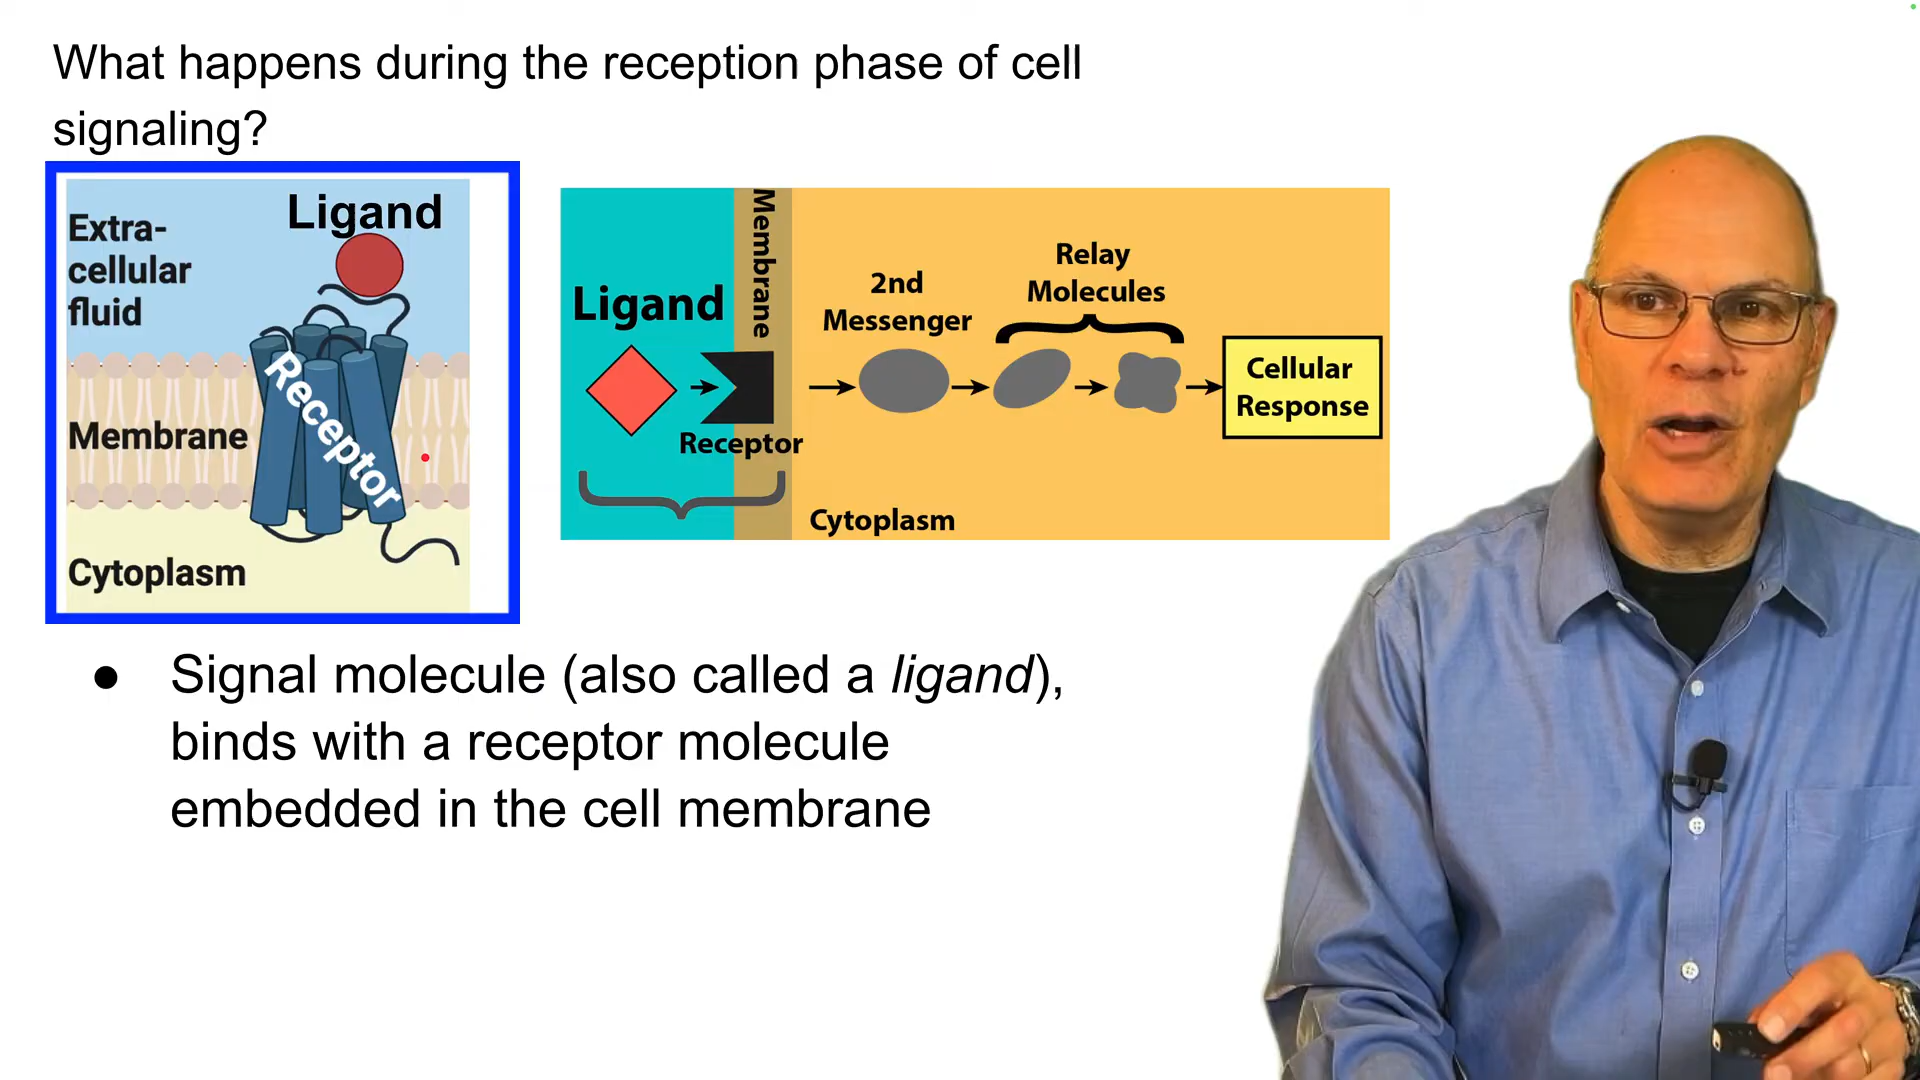 What happens during the reception phase of cell
signaling?
Ligand
Extra-
cellular
fluid
Receptor
Membrane
Cytoplasm
Membrane
Ligand
Receptor
2nd
Messenger
Relay
Molecules
Cellular
Response
Cytoplasm
● Signal molecule (also called a ligand),
binds with a receptor molecule
embedded in the cell membrane